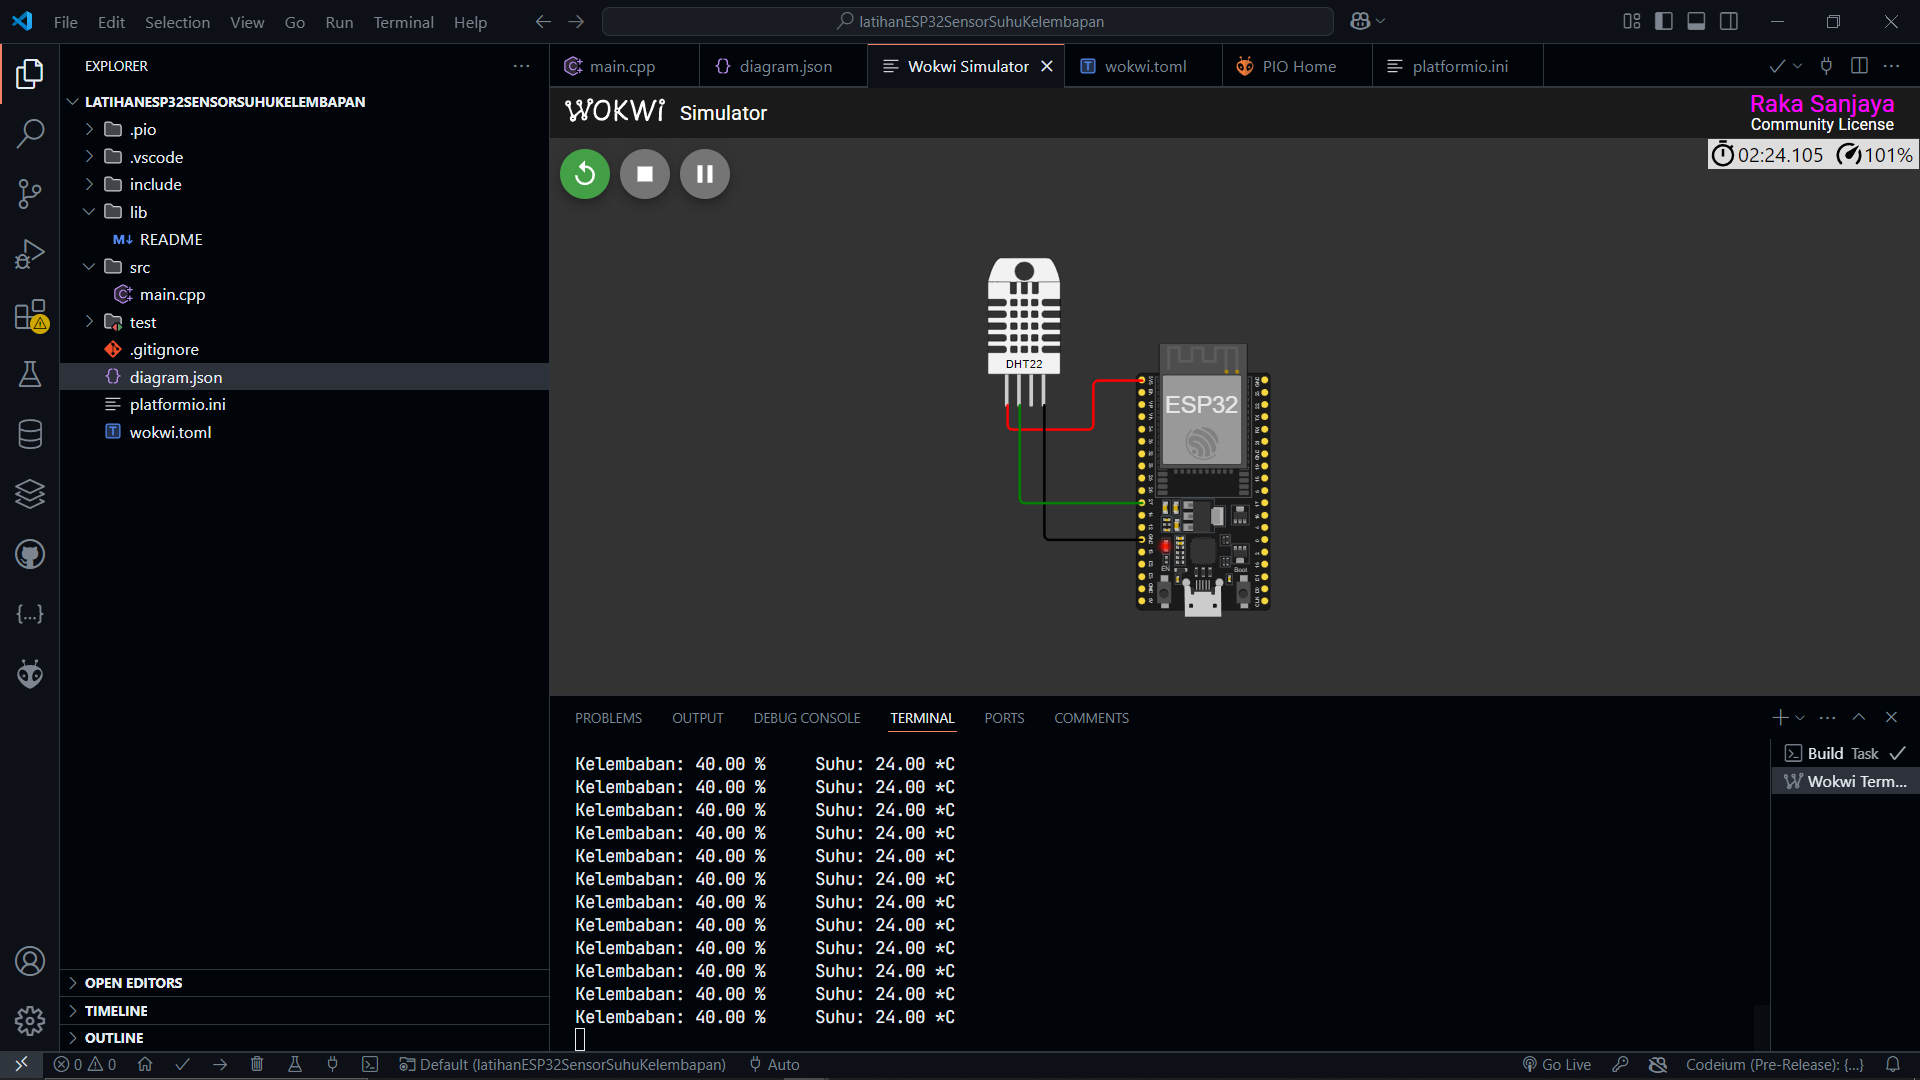 File Edit Selection View Go Run Terminal Help
latihanESP32SensorSuhuKelembapan
EXPLORER
LATIHANESP32SENSORSUHUKELEMBAPAN
.pio
.vscode
include
lib
README
src
main.cpp
test
.gitignore
diagram.json
platformio.ini
wokwi.toml
OPEN EDITORS
TIMELINE
OUTLINE
main.cpp diagram.json Wokwi Simulator wokwi.toml PIO Home platformio.ini
WOKWi Simulator
Raka Sanjaya
Community License
02:24.105 101%
DHT22
ESP32
EN
Boot
PROBLEMS OUTPUT DEBUG CONSOLE TERMINAL PORTS COMMENTS
Kelembaban: 40.00 % Suhu: 24.00 *C
Kelembaban: 40.00 % Suhu: 24.00 *C
Kelembaban: 40.00 % Suhu: 24.00 *C
Kelembaban: 40.00 % Suhu: 24.00 *C
Kelembaban: 40.00 % Suhu: 24.00 *C
Kelembaban: 40.00 % Suhu: 24.00 *C
Kelembaban: 40.00 % Suhu: 24.00 *C
Kelembaban: 40.00 % Suhu: 24.00 *C
Kelembaban: 40.00 % Suhu: 24.00 *C
Kelembaban: 40.00 % Suhu: 24.00 *C
Kelembaban: 40.00 % Suhu: 24.00 *C
Kelembaban: 40.00 % Suhu: 24.00 *C
Build Task
Wokwi Term...
0 0 Default (latihanESP32SensorSuhuKelembapan) Auto Go Live Codeium (Pre-Release): {...}